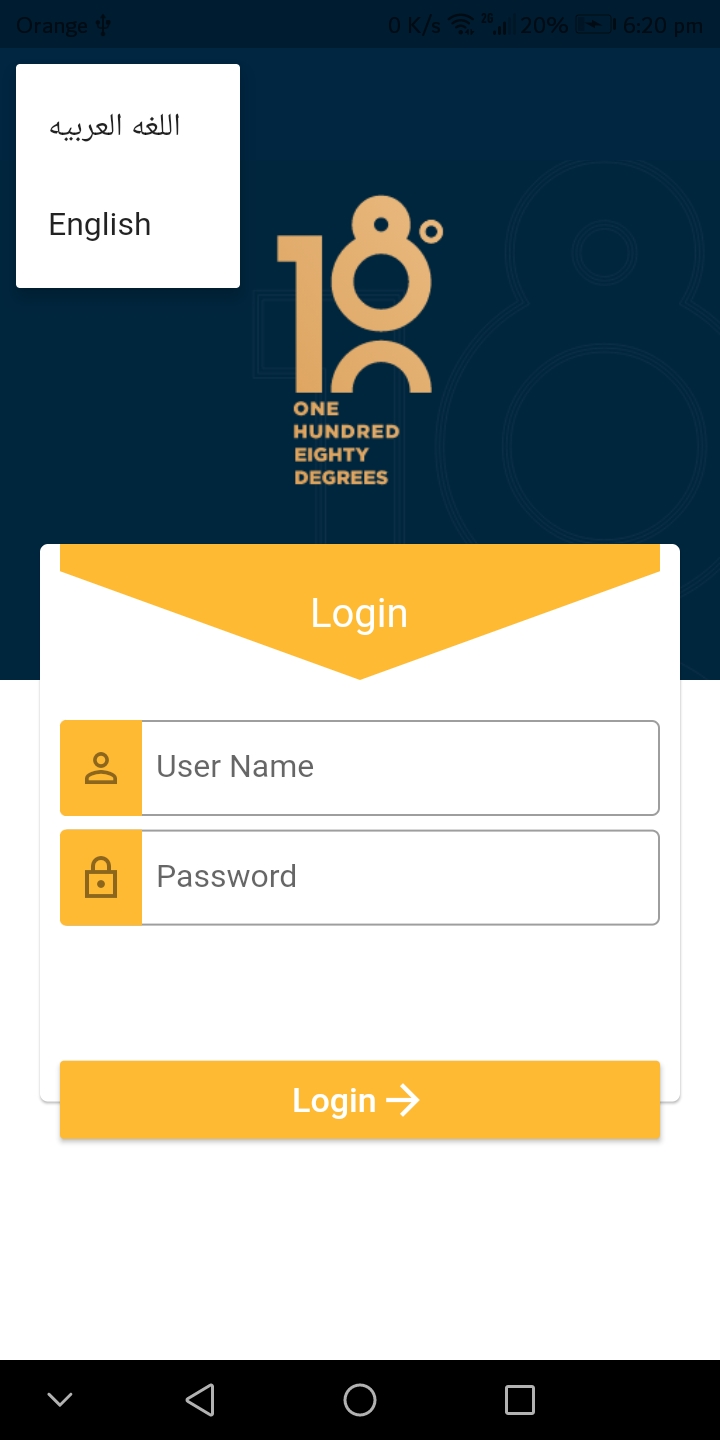 Orange
0 K/s 2G 20% 6:20 pm
اللغه العربيه
English
180
ONE
HUNDRED
EIGHTY
DEGREES
Login
User Name
Password
Login